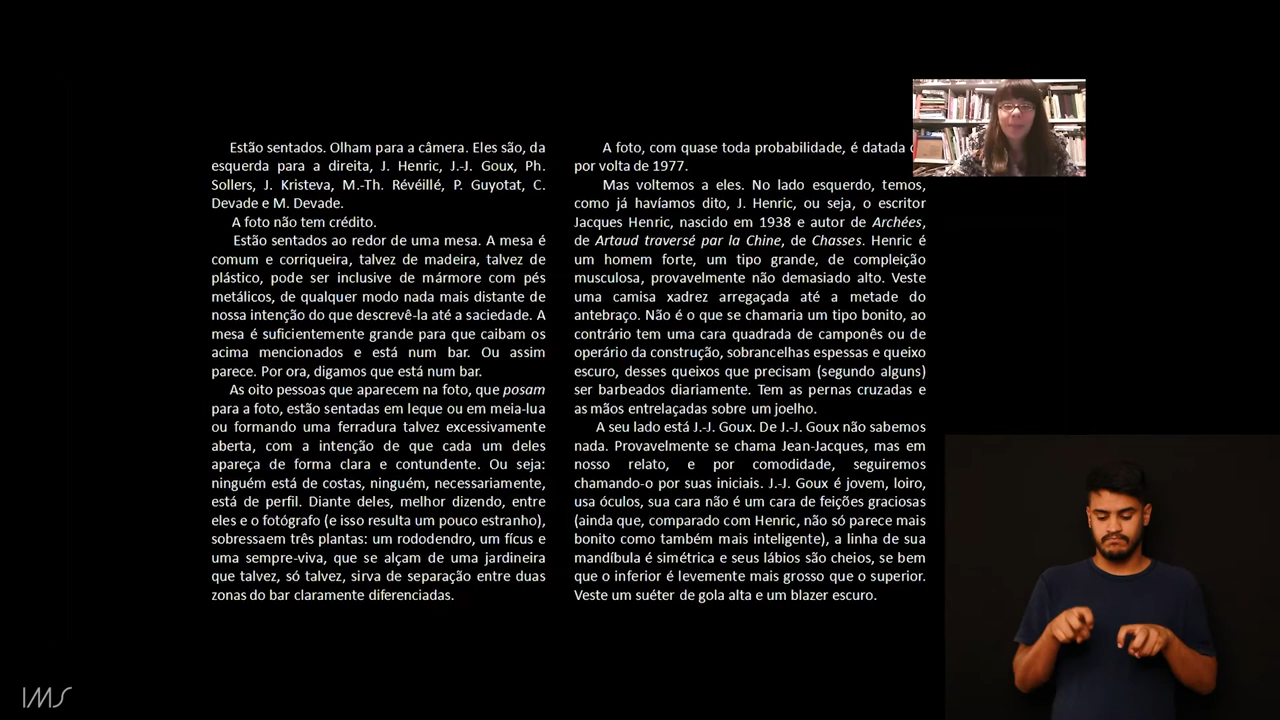 Estão sentados. Olham para a câmera. Eles são, da
esquerda para a direita, J. Henric, J.-J. Goux, Ph.
Sollers, J. Kristeva, M.-Th. Révéillé, P. Guyotat, C.
Devade e M. Devade.
A foto não tem crédito.
Estão sentados ao redor de uma mesa. A mesa é
comum e corriqueira, talvez de madeira, talvez de
plástico, pode ser inclusive de mármore com pés
metálicos, de qualquer modo nada mais distante de
nossa intenção do que descrevê-la até a saciedade. A
mesa é suficientemente grande para que caibam os
acima mencionados e está num bar. Ou assim
parece. Por ora, digamos que está num bar.
As oito pessoas que aparecem na foto, que posam
para a foto, estão sentadas em leque ou em meia-lua
ou formando uma ferradura talvez excessivamente
aberta, com a intenção de que cada um deles
apareça de forma clara e contundente. Ou seja:
ninguém está de costas, ninguém, necessariamente,
está de perfil. Diante deles, melhor dizendo, entre
eles e o fotógrafo (e isso resulta um pouco estranho),
sobressaem três plantas: um rododendro, um fícus e
uma sempre-viva, que se alçam de uma jardineira
que talvez, só talvez, sirva de separação entre duas
zonas do bar claramente diferenciadas.
A foto, com quase toda probabilidade, é datada
por volta de 1977.
Mas voltemos a eles. No lado esquerdo, temos,
como já havíamos dito, J. Henric, ou seja, o escritor
Jacques Henric, nascido em 1938 e autor de Archées,
de Artaud traversé par la Chine, de Chasses. Henric é
um homem forte, um tipo grande, de compleição
musculosa, provavelmente não demasiado alto. Veste
uma camisa xadrez arregaçada até a metade do
antebraço. Não é o que se chamaria um tipo bonito, ao
contrário tem uma cara quadrada de camponês ou de
operário da construção, sobrancelhas espessas e queixo
escuro, desses queixos que precisam (segundo alguns)
ser barbeados diariamente. Tem as pernas cruzadas e
as mãos entrelaçadas sobre um joelho.
A seu lado está J.-J. Goux. De J.-J. Goux não sabemos
nada. Provavelmente se chama Jean-Jacques, mas em
nosso relato, e por comodidade, seguiremos
chamando-o por suas iniciais. J.-J. Goux é jovem, loiro,
usa óculos, sua cara não é um cara de feições graciosas
(ainda que, comparado com Henric, não só parece mais
bonito como também mais inteligente), a linha de sua
mandíbula é simétrica e seus lábios são cheios, se bem
que o inferior é levemente mais grosso que o superior.
Veste um suéter de gola alta e um blazer escuro.
IMS